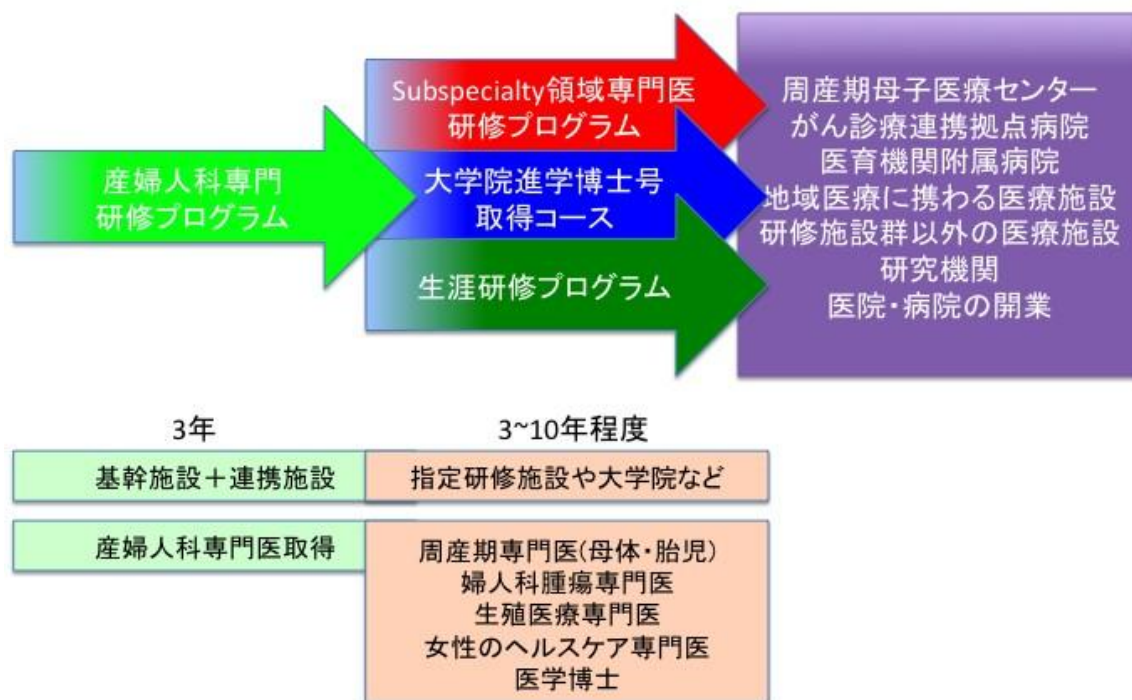 産婦人科専門
研修プログラム
Subspecialty領域専門医
研修プログラム
大学院進学博士号
取得コース
生涯研修プログラム
周産期母子医療センター
がん診療連携拠点病院
医育機関附属病院
地域医療に携わる医療施設
研修施設群以外の医療施設
研究機関
医院・病院の開業
3年
3~10年程度
基幹施設＋連携施設
指定研修施設や大学院など
産婦人科専門医取得
周産期専門医(母体・胎児)
婦人科腫瘍専門医
生殖医療専門医
女性のヘルスケア専門医
医学博士